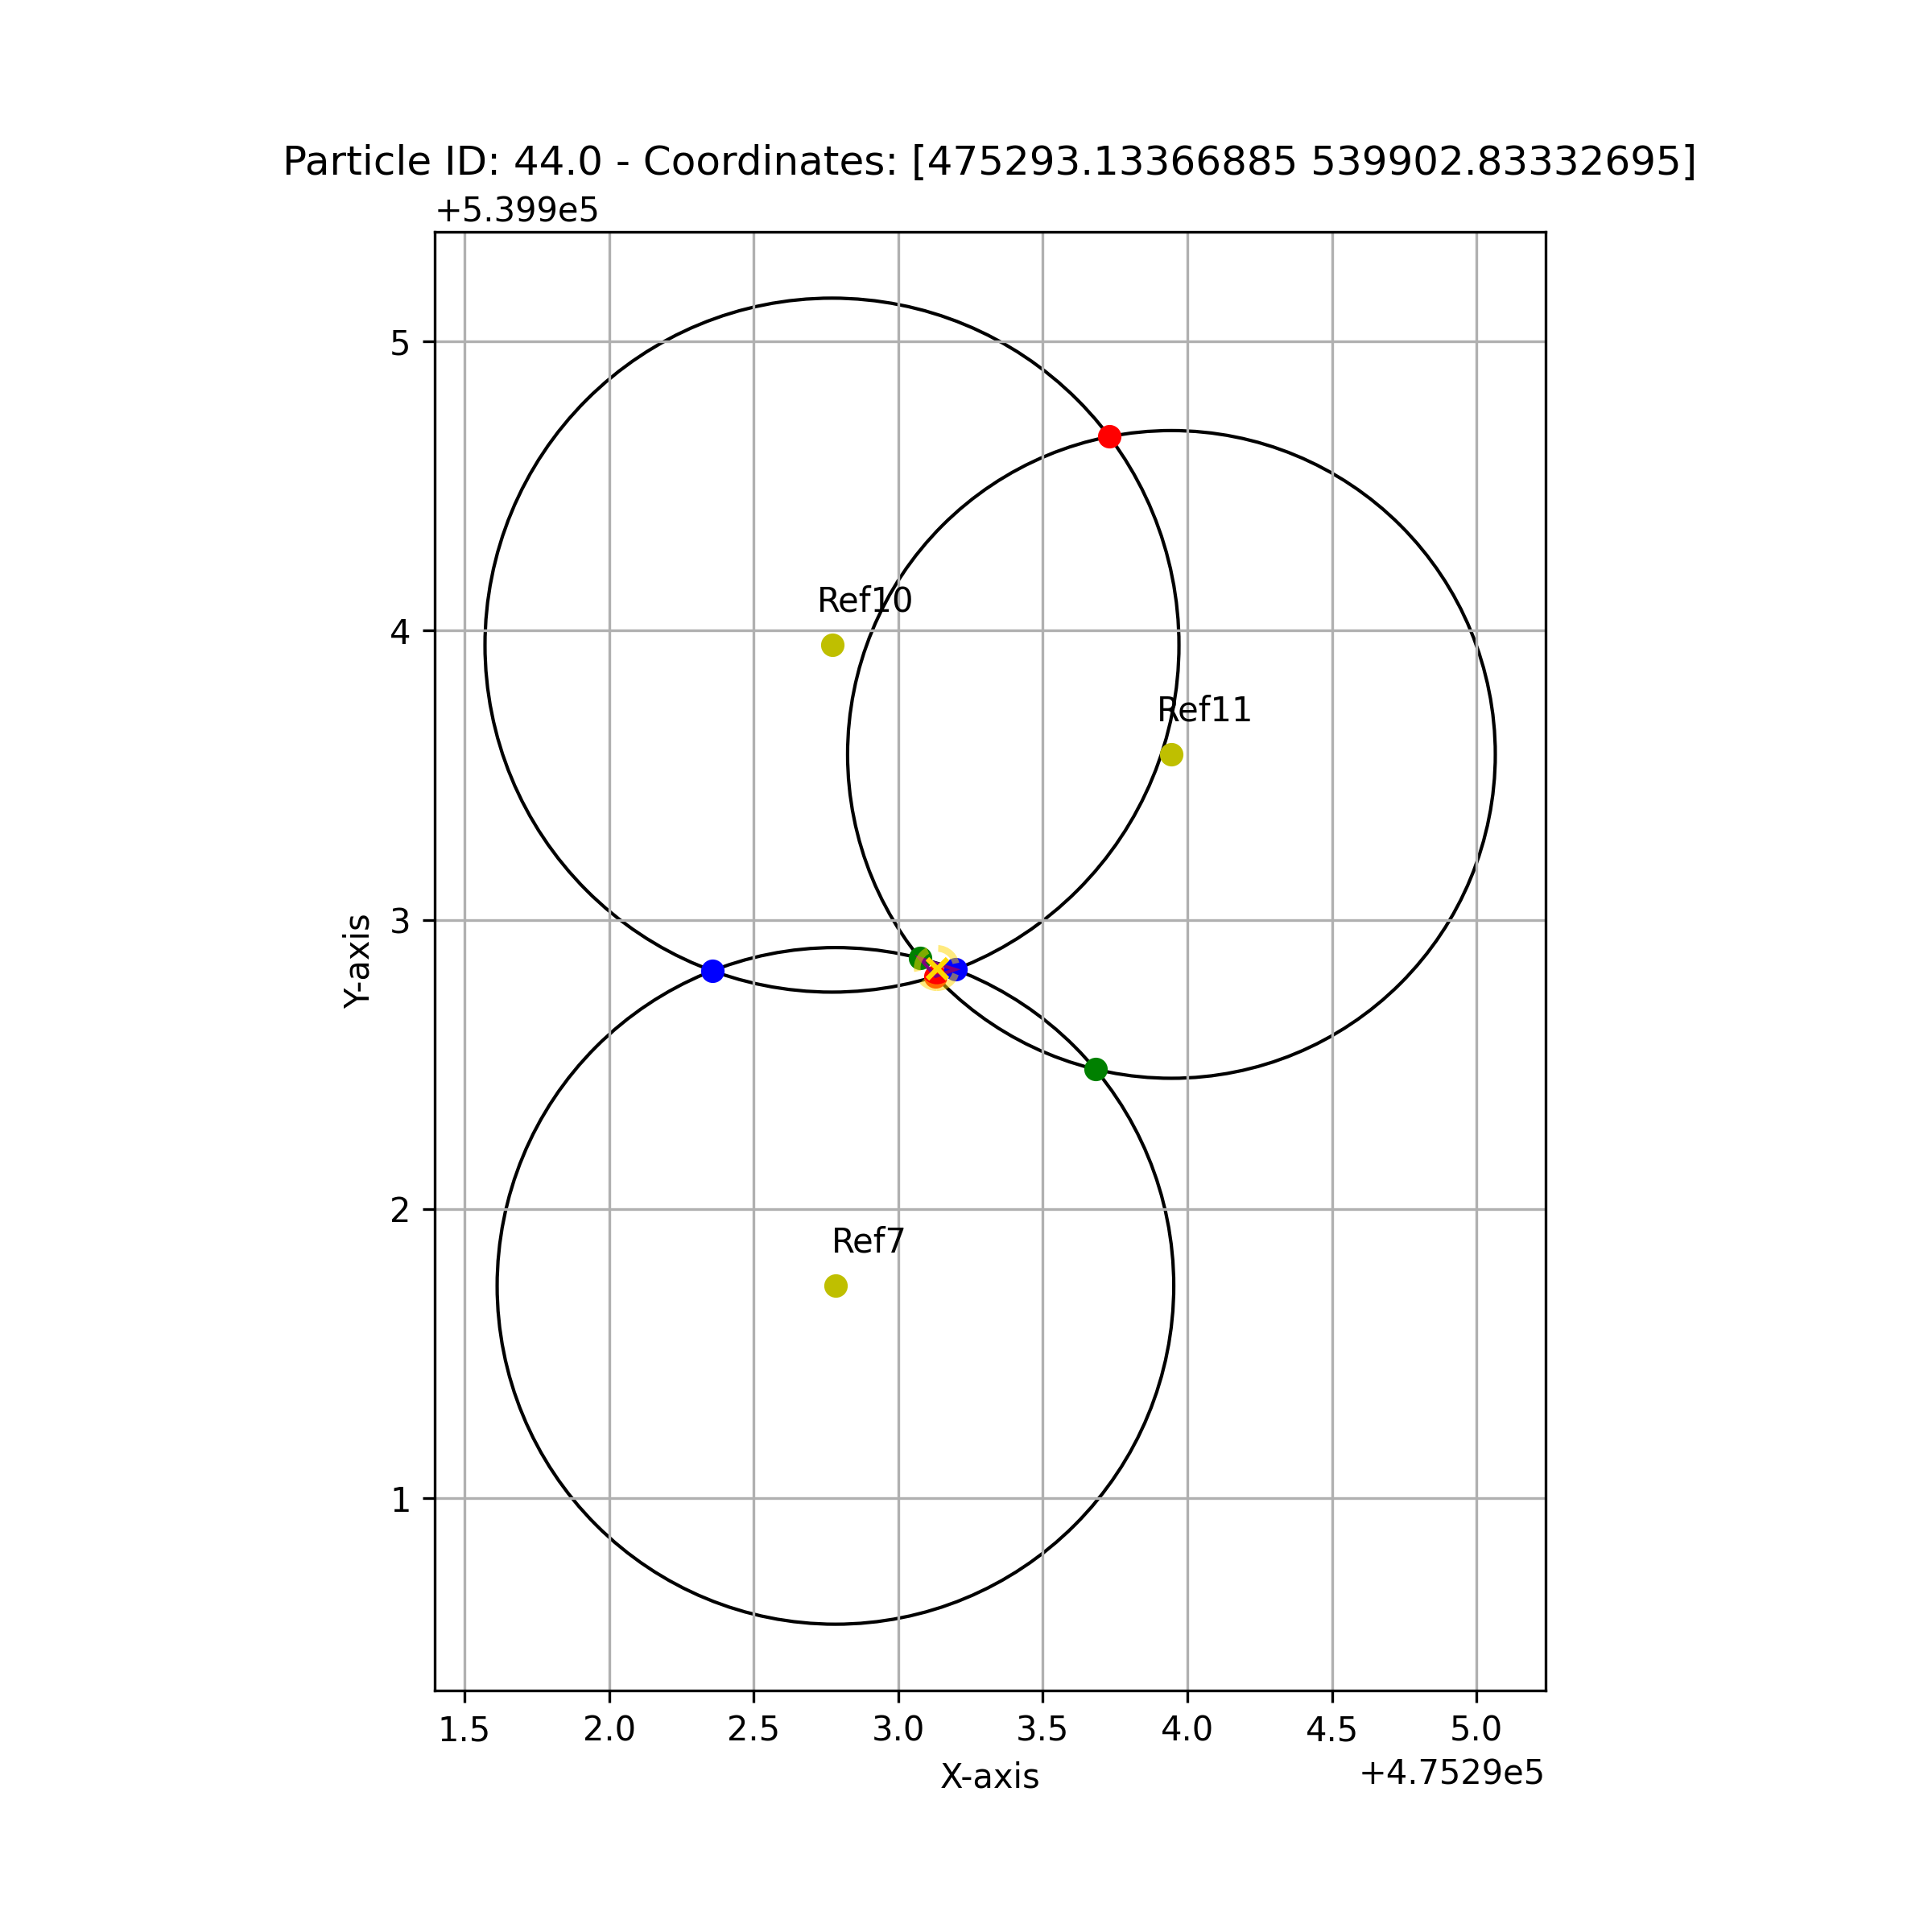 Particle ID: 44.0 - Coordinates: [475293.13366885 539902.83332695]
+5.399e5
5
4
3
2
1
Y-axis
Ref10
Ref11
Ref7
1.5 2.0 2.5 3.0 3.5 4.0 4.5 5.0
X-axis
+4.7529e5